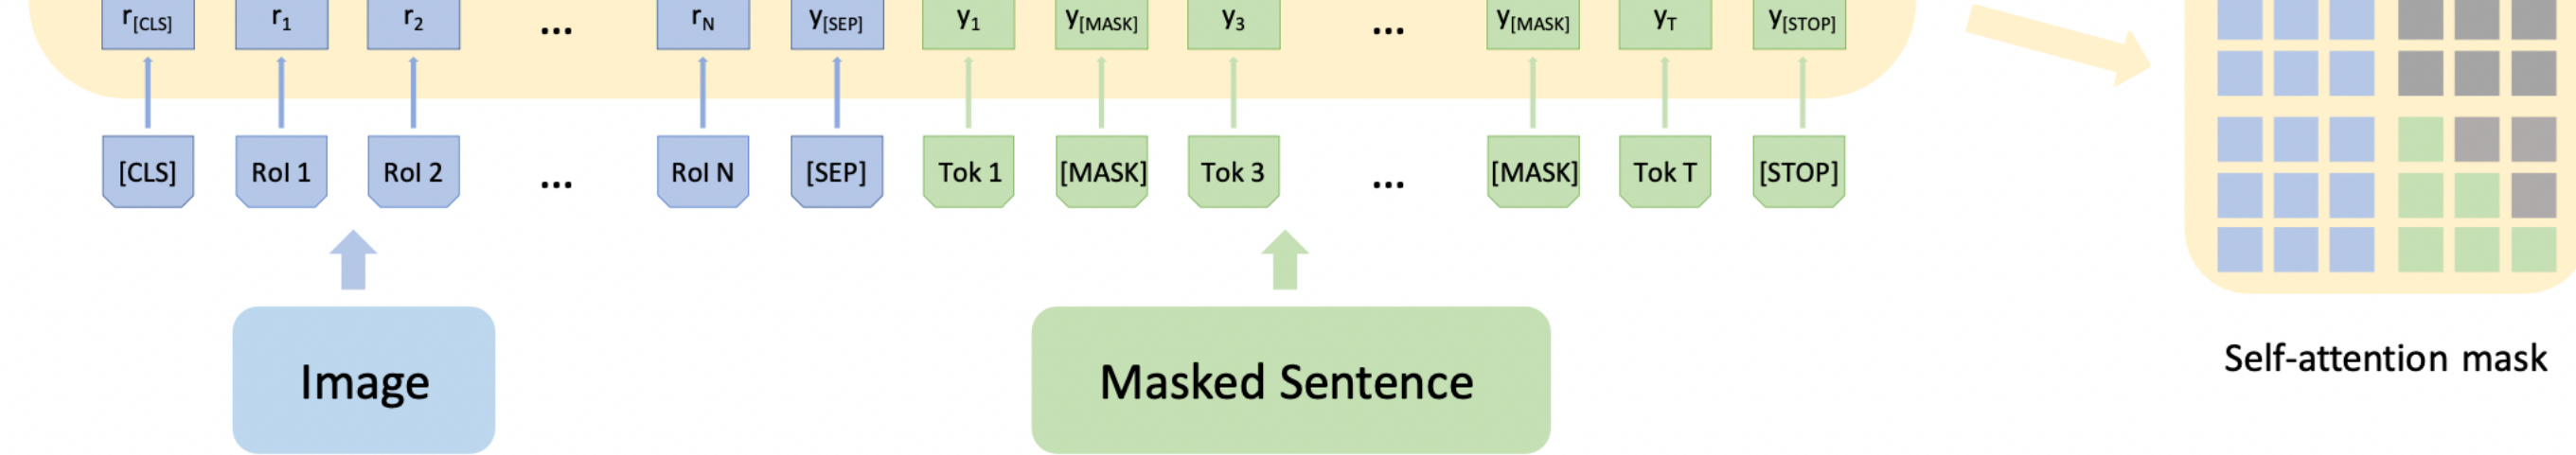 r[CLS] r1 r2 ... rN y[SEP] y1 y[MASK] y3 ... y[MASK] yT y[STOP]
[CLS] RoI 1 RoI 2 ... RoI N [SEP] Tok 1 [MASK] Tok 3 ... [MASK] Tok T [STOP]
Image
Masked Sentence
Self-attention mask